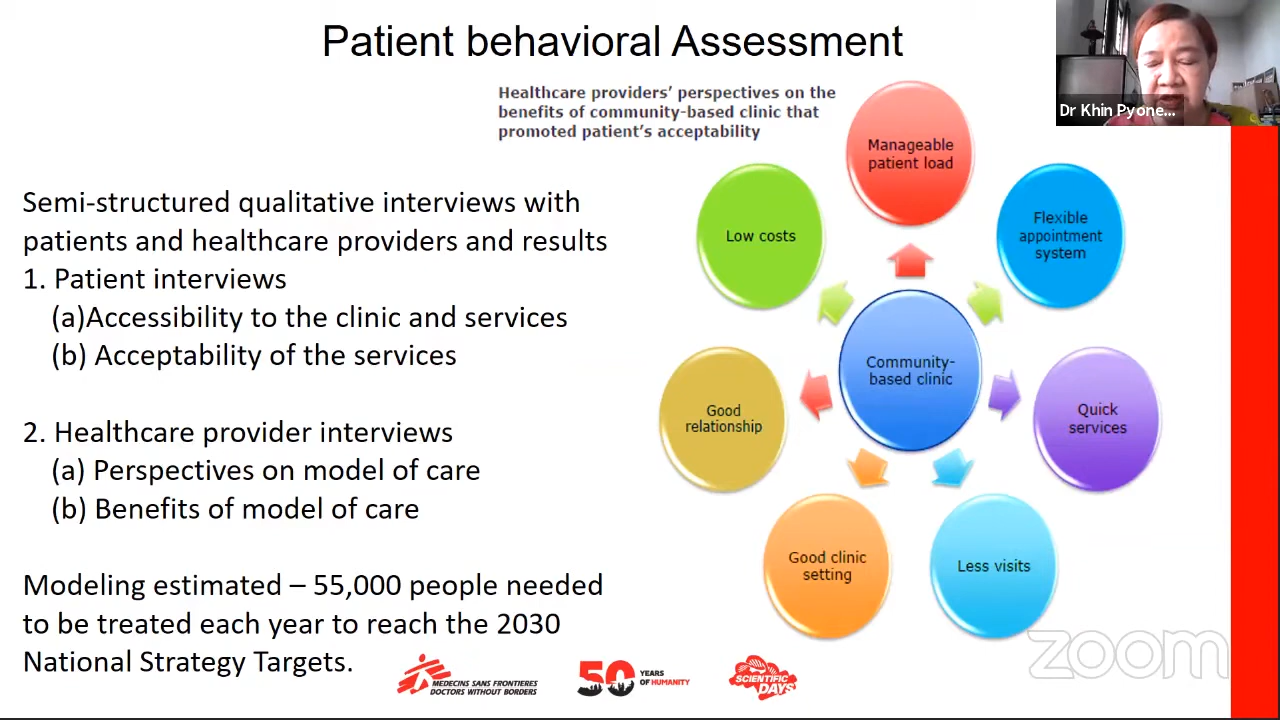 Patient behavioral Assessment
Dr Khin Pyone...
Healthcare providers' perspectives on the
benefits of community-based clinic that
promoted patient's acceptability
Semi-structured qualitative interviews with
patients and healthcare providers and results
1. Patient interviews
(a)Accessibility to the clinic and services
(b) Acceptability of the services
2. Healthcare provider interviews
(a) Perspectives on model of care
(b) Benefits of model of care
Modeling estimated – 55,000 people needed
to be treated each year to reach the 2030
National Strategy Targets.
Manageable
patient load
Flexible
appointment
system
Quick
services
Less visits
Good clinic
setting
Good
relationship
Low costs
Community-
based clinic
MEDECINS SANS FRONTIERES
DOCTORS WITHOUT BORDERS
50 YEARS
OF HUMANITY
SCIENTIFIC
DAYS
zoom